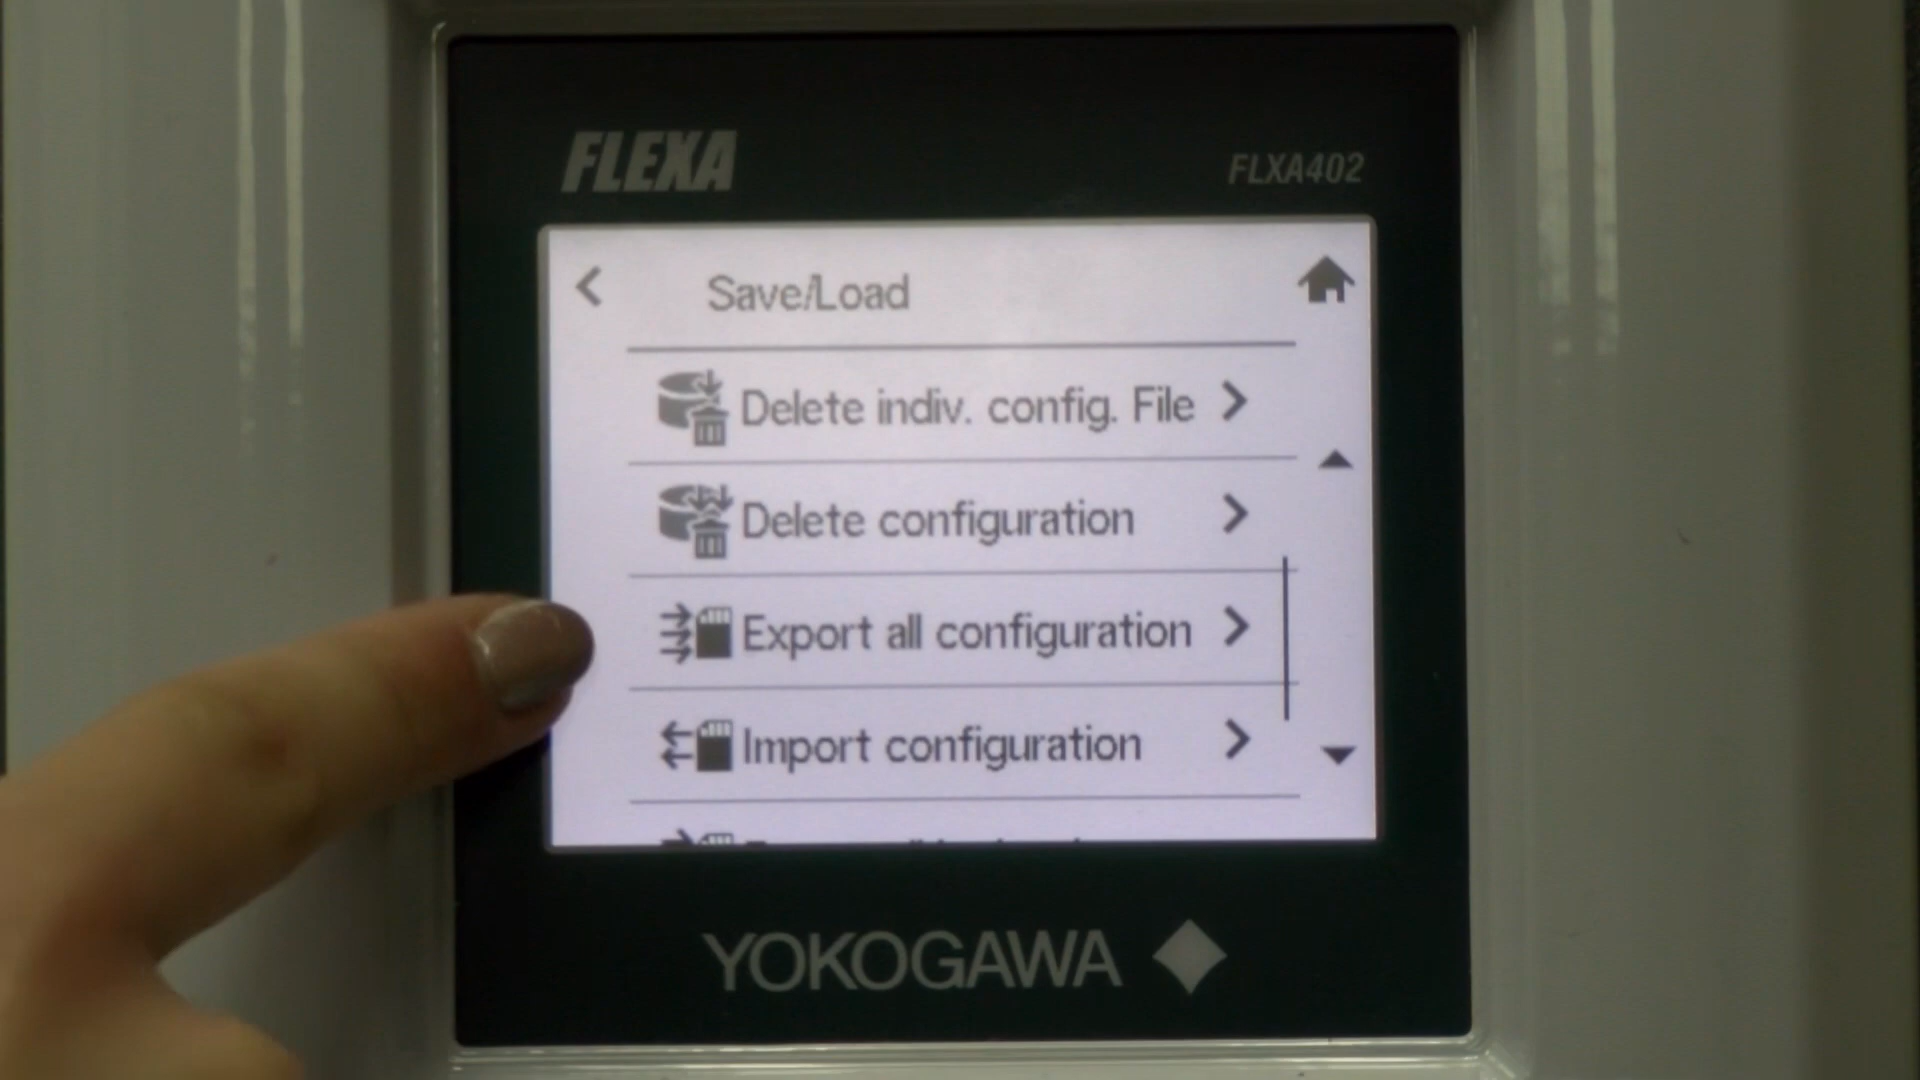 FLEXA
FLXA402
Save/Load
Delete indiv. config. File
Delete configuration
Export all configuration
Import configuration
YOKOGAWA